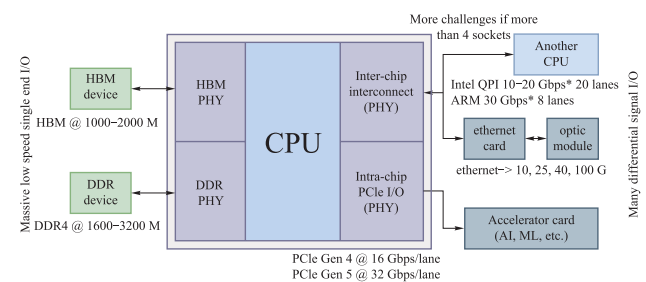 Massive low speed single end I/O
HBM
device
HBM @ 1000−2000 M
DDR
device
DDR4 @ 1600−3200 M
HBM
PHY
DDR
PHY
CPU
Inter-chip
interconnect
(PHY)
Intra-chip
PCle I/O
(PHY)
PCle Gen 4 @ 16 Gbps/lane
PCle Gen 5 @ 32 Gbps/lane
More challenges if more
than 4 sockets
Another
CPU
Intel QPI 10−20 Gbps* 20 lanes
ARM 30 Gbps* 8 lanes
ethernet
card
optic
module
ethernet−> 10, 25, 40, 100 G
Accelerator card
(AI, ML, etc.)
Many differential signal I/O